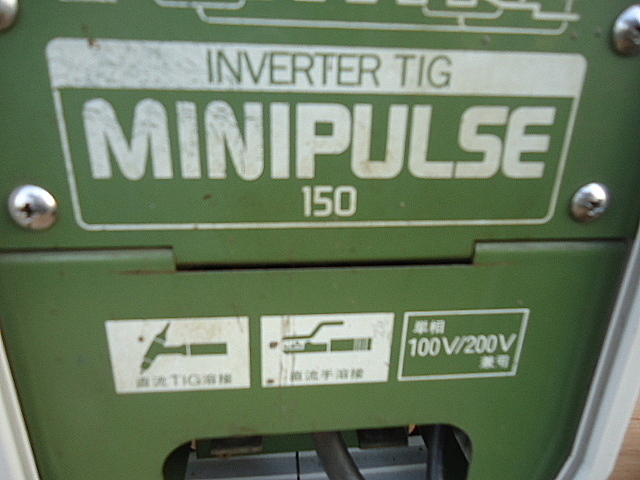 INVERTER TIG
MINIPULSE
150
直流TIG溶接
直流手溶接
単相
100V/200V
兼号